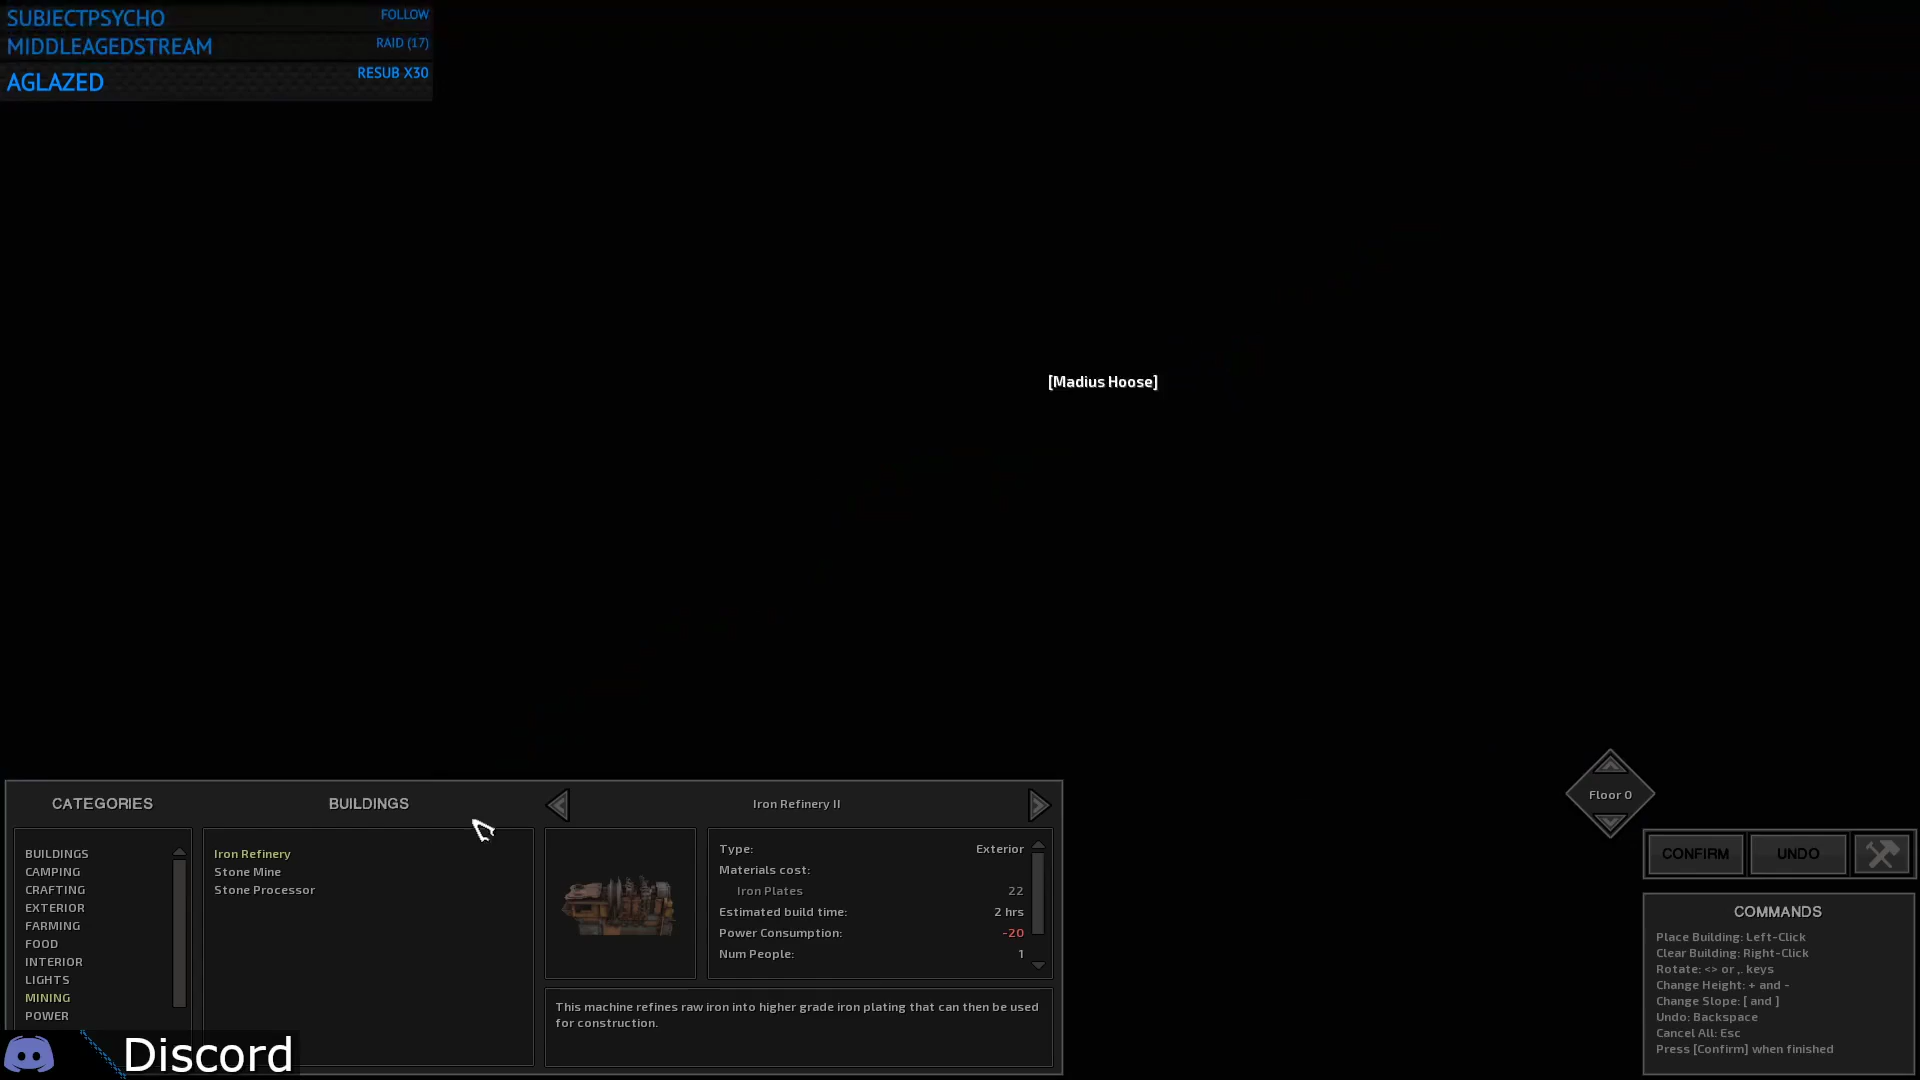 SUBJECTPSYCHO FOLLOW
MIDDLEAGEDSTREAM RAID (17)
AGLAZED RESUB X30
[Madius Hoose]
CATEGORIES
BUILDINGS
CAMPING
CRAFTING
EXTERIOR
FARMING
FOOD
INTERIOR
LIGHTS
MINING
POWER
BUILDINGS
Iron Refinery
Stone Mine
Stone Processor
Iron Refinery II
Type: Exterior
Materials cost:
Iron Plates 22
Estimated build time: 2 hrs
Power Consumption: -20
Num People: 1
This machine refines raw iron into higher grade iron plating that can then be used
for construction.
Floor 0
CONFIRM UNDO
COMMANDS
Place Building: Left-Click
Clear Building: Right-Click
Rotate: <> or ,. keys
Change Height: + and -
Change Slope: [ and ]
Undo: Backspace
Cancel All: Esc
Press [Confirm] when finished
Discord